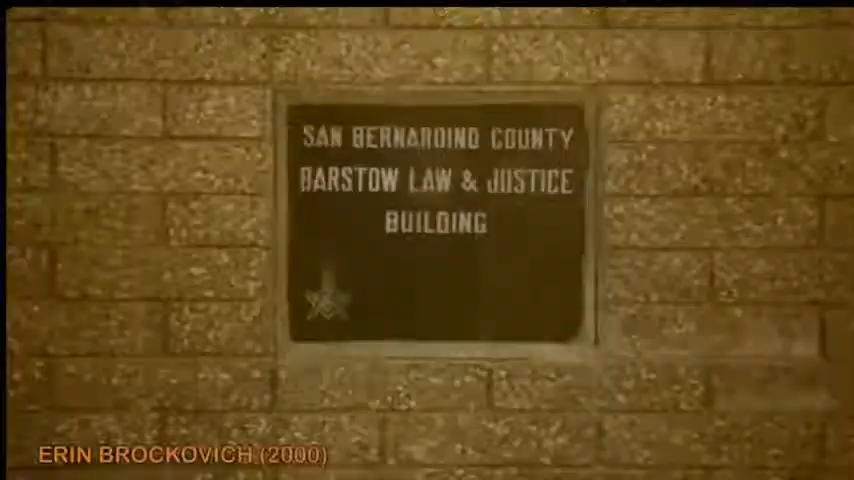 SAN BERNARDINO COUNTY
BARSTOW LAW & JUSTICE
BUILDING
ERIN BROCKOVICH (2000)